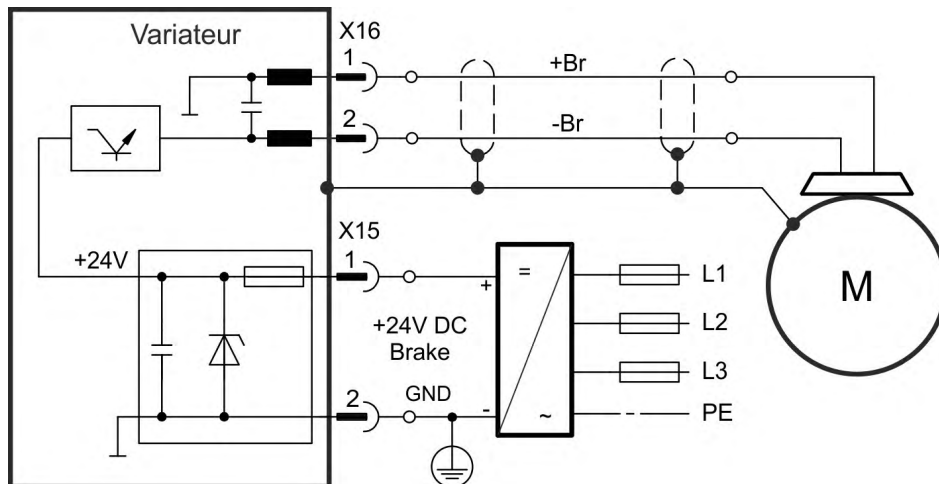 Variateur
X16
1
+Br
2
-Br
X15
1
+24V
+
=
L1
M
L2
+24V DC
Brake
L3
2
GND
-
~
PE